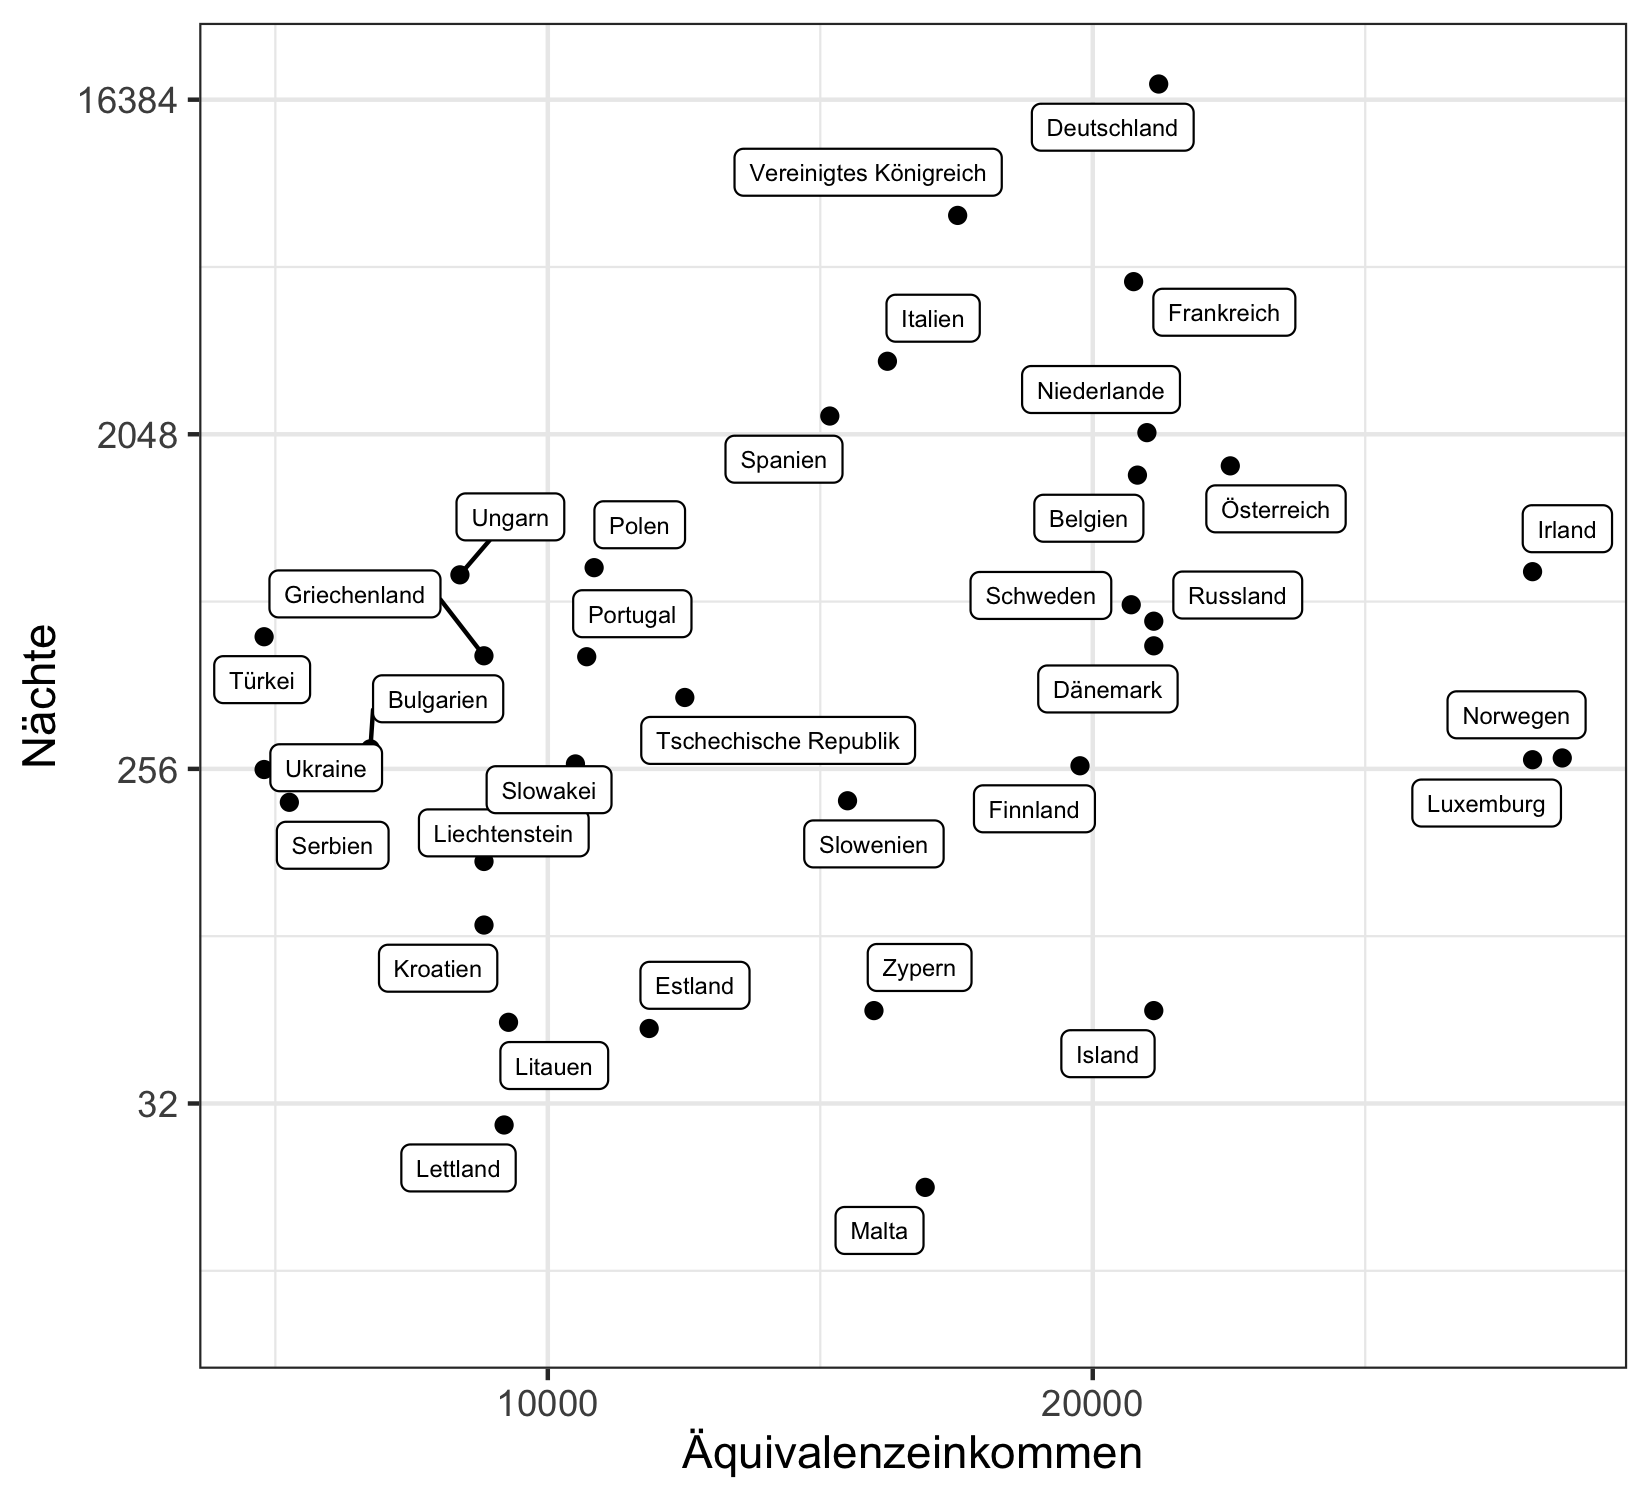 16384
Deutschland
Vereinigtes Königreich
Frankreich
Italien
Niederlande
2048
Spanien
Österreich
Belgien
Ungarn
Polen
Irland
Griechenland
Schweden
Russland
Portugal
Türkei
Bulgarien
Dänemark
Norwegen
Tschechische Republik
256
Ukraine
Slowakei
Finnland
Luxemburg
Liechtenstein
Serbien
Slowenien
Kroatien
Zypern
Estland
Island
Litauen
32
Lettland
Malta
Nächte
10000
20000
Äquivalenzeinkommen